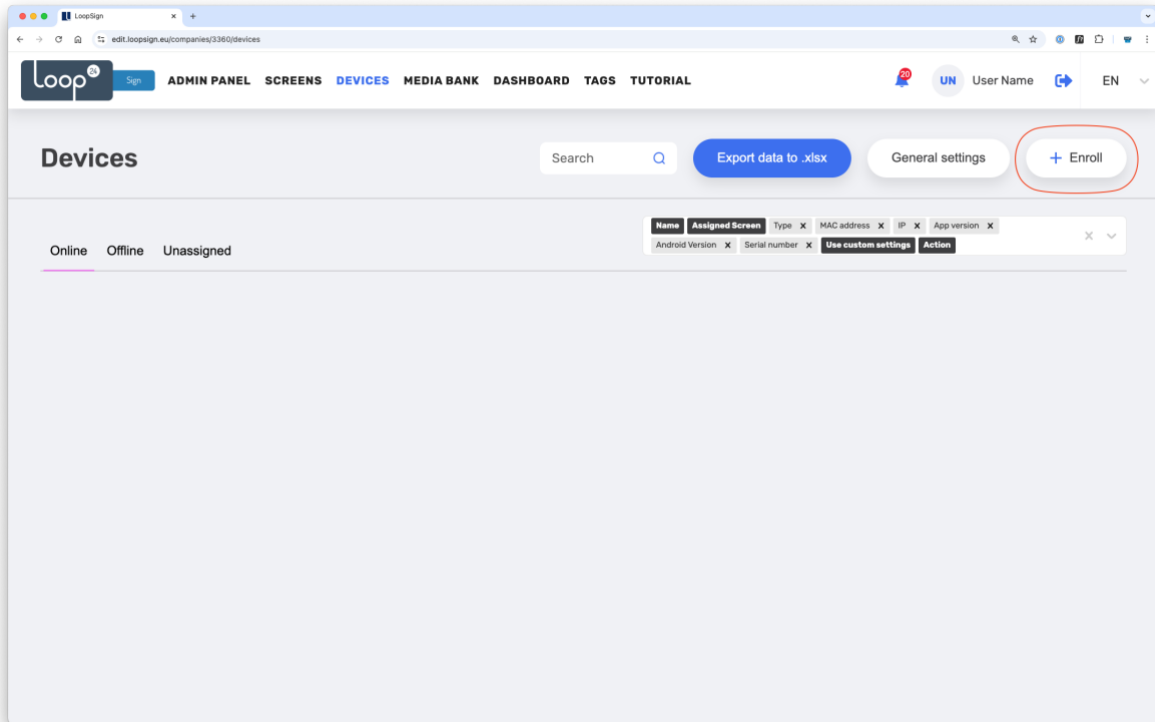 LoopSign
edit.loopsign.eu/companies/3360/devices
Loop 24 Sign ADMIN PANEL SCREENS DEVICES MEDIA BANK DASHBOARD TAGS TUTORIAL 20 UN User Name EN
Devices Search Export data to .xlsx General settings + Enroll
Name Assigned Screen Type X MAC address X IP X App version X
Online Offline Unassigned Android Version X Serial number X Use custom settings Action